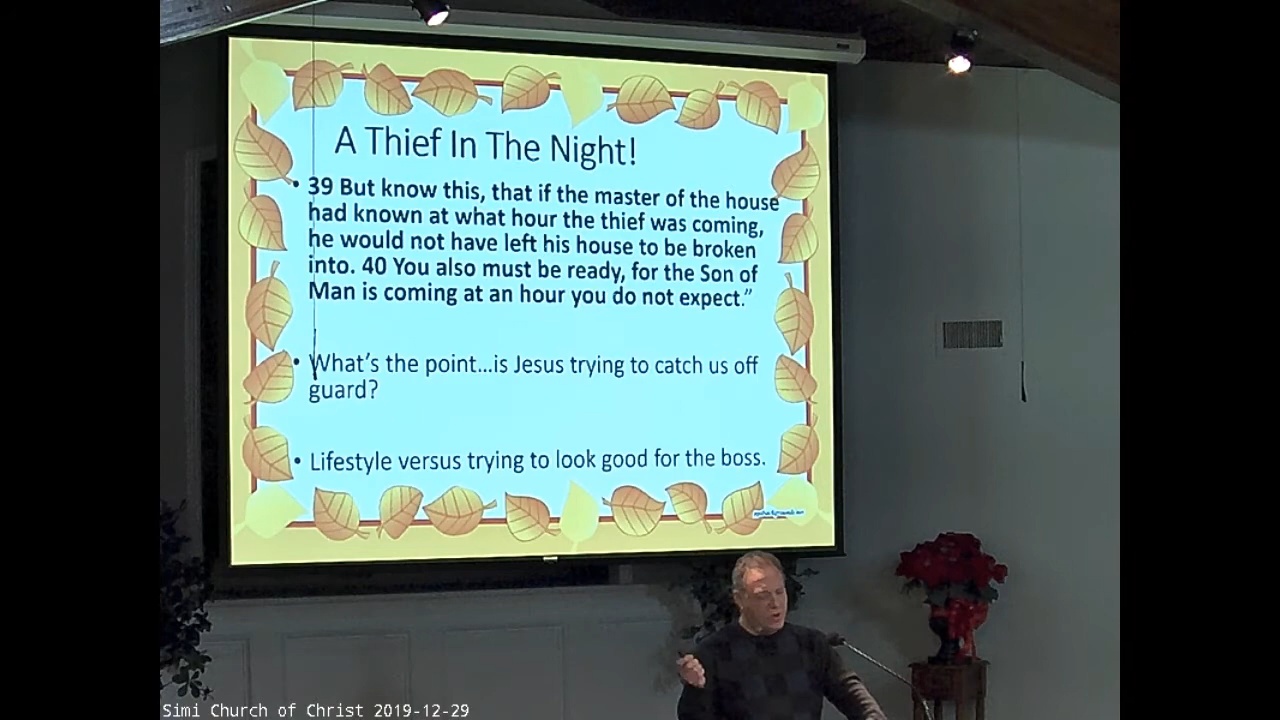 A Thief In The Night!
• 39 But know this, that if the master of the house
had known at what hour the thief was coming,
he would not have left his house to be broken
into. 40 You also must be ready, for the Son of
Man is coming at an hour you do not expect.”
• What’s the point...is Jesus trying to catch us off
guard?
• Lifestyle versus trying to look good for the boss.
Simi Church of Christ 2019-12-29